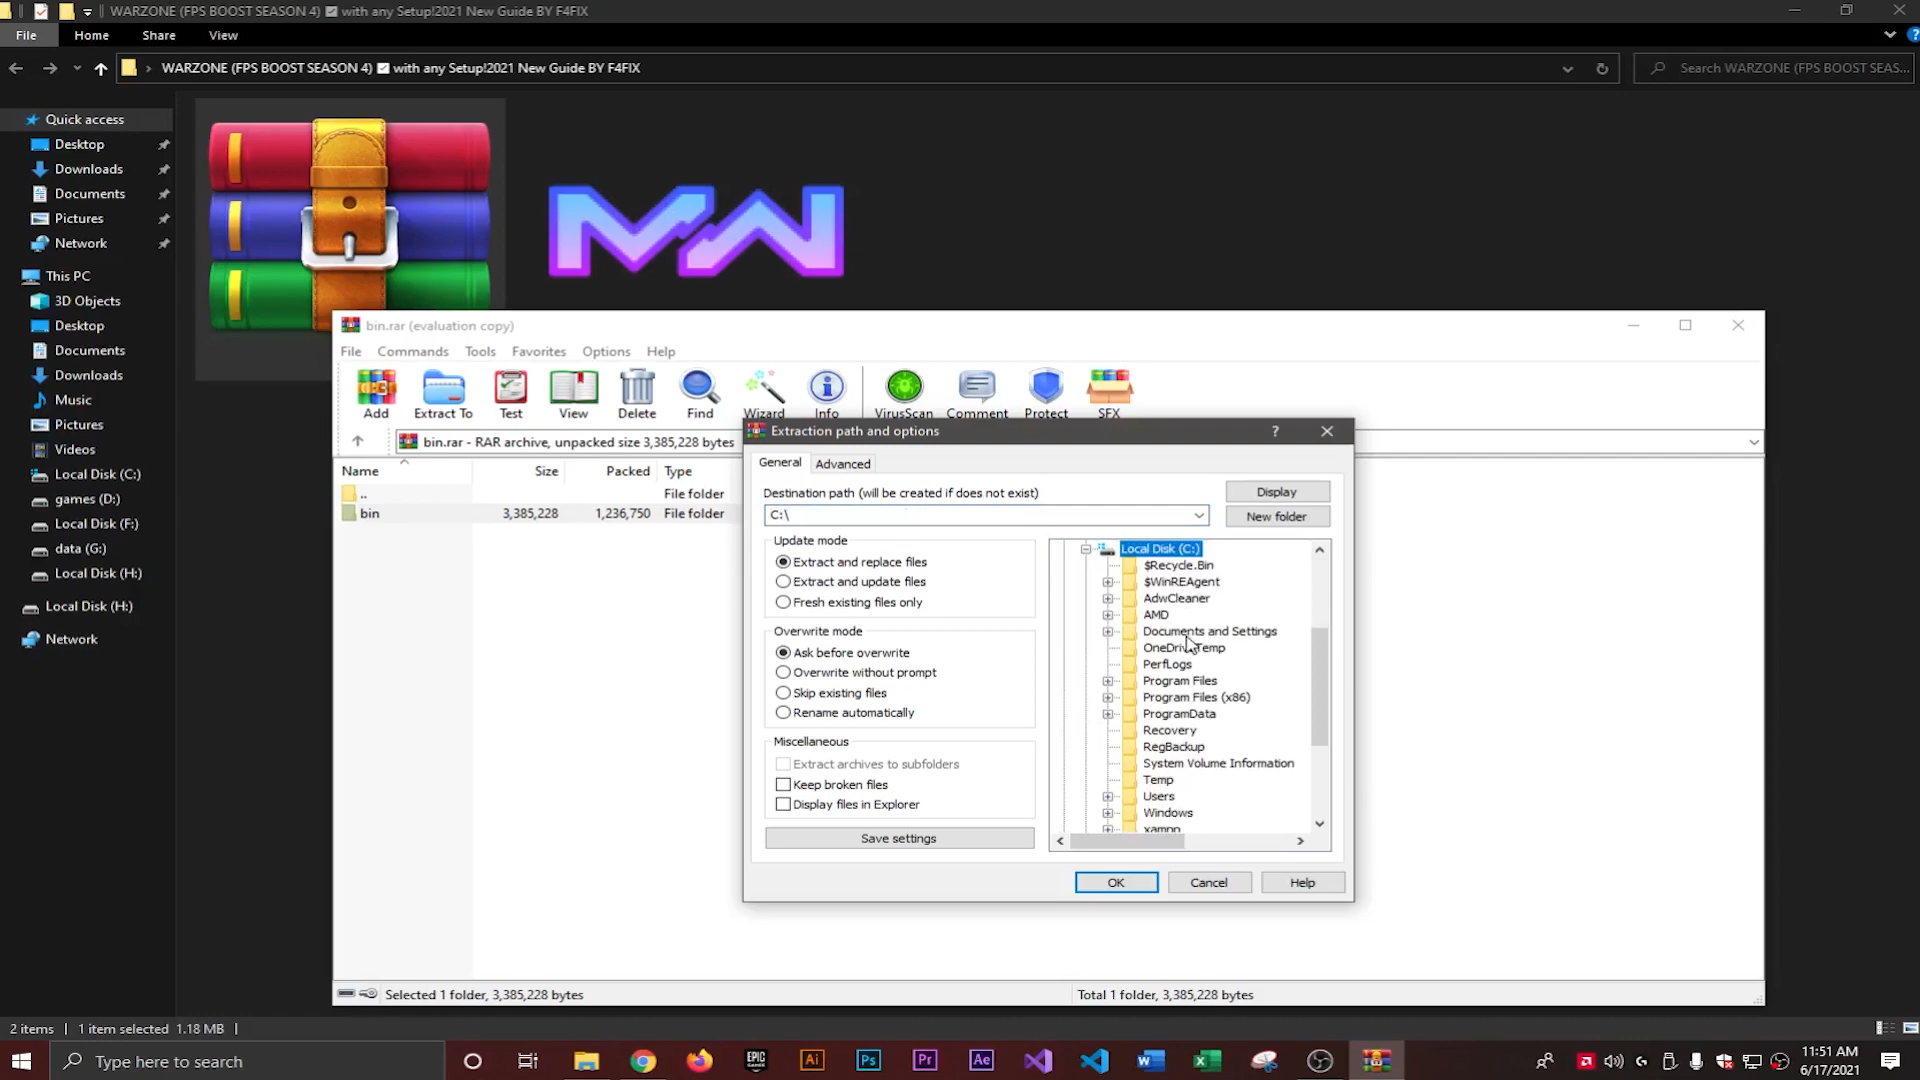 WARZONE (FPS BOOST SEASON 4) ☑ with any Setup!2021 New Guide BY F4FIX
File Home Share View
WARZONE (FPS BOOST SEASON 4) ☑ with any Setup!2021 New Guide BY F4FIX
Search WARZONE (FPS BOOST SEAS...
Quick access
Desktop
Downloads
Documents
Pictures
Network
This PC
3D Objects
Desktop
Documents
Downloads
Music
Pictures
Videos
Local Disk (C:)
games (D:)
Local Disk (F:)
data (G:)
Local Disk (H:)
Local Disk (H:)
Network
MW
bin.rar (evaluation copy)
File Commands Tools Favorites Options Help
Add Extract To Test View Delete Find Wizard Info VirusScan Comment Protect SFX
bin.rar - RAR archive, unpacked size 3,385,228 bytes
Name Size Packed Type
.. File folder
bin 3,385,228 1,236,750 File folder
Extraction path and options
General Advanced
Destination path (will be created if does not exist)
C:\
Display
New folder
Update mode
Extract and replace files
Extract and update files
Fresh existing files only
Overwrite mode
Ask before overwrite
Overwrite without prompt
Skip existing files
Rename automatically
Miscellaneous
Extract archives to subfolders
Keep broken files
Display files in Explorer
Save settings
Local Disk (C:)
$Recycle.Bin
$WinREAgent
AdwCleaner
AMD
Documents and Settings
OneDriveTemp
PerfLogs
Program Files
Program Files (x86)
ProgramData
Recovery
RegBackup
System Volume Information
Temp
Users
Windows
xampp
OK Cancel Help
Selected 1 folder, 3,385,228 bytes
Total 1 folder, 3,385,228 bytes
2 items 1 item selected 1.18 MB
Type here to search
EPIC GAMES
Ai Ps Pr Ae
11:51 AM
6/17/2021